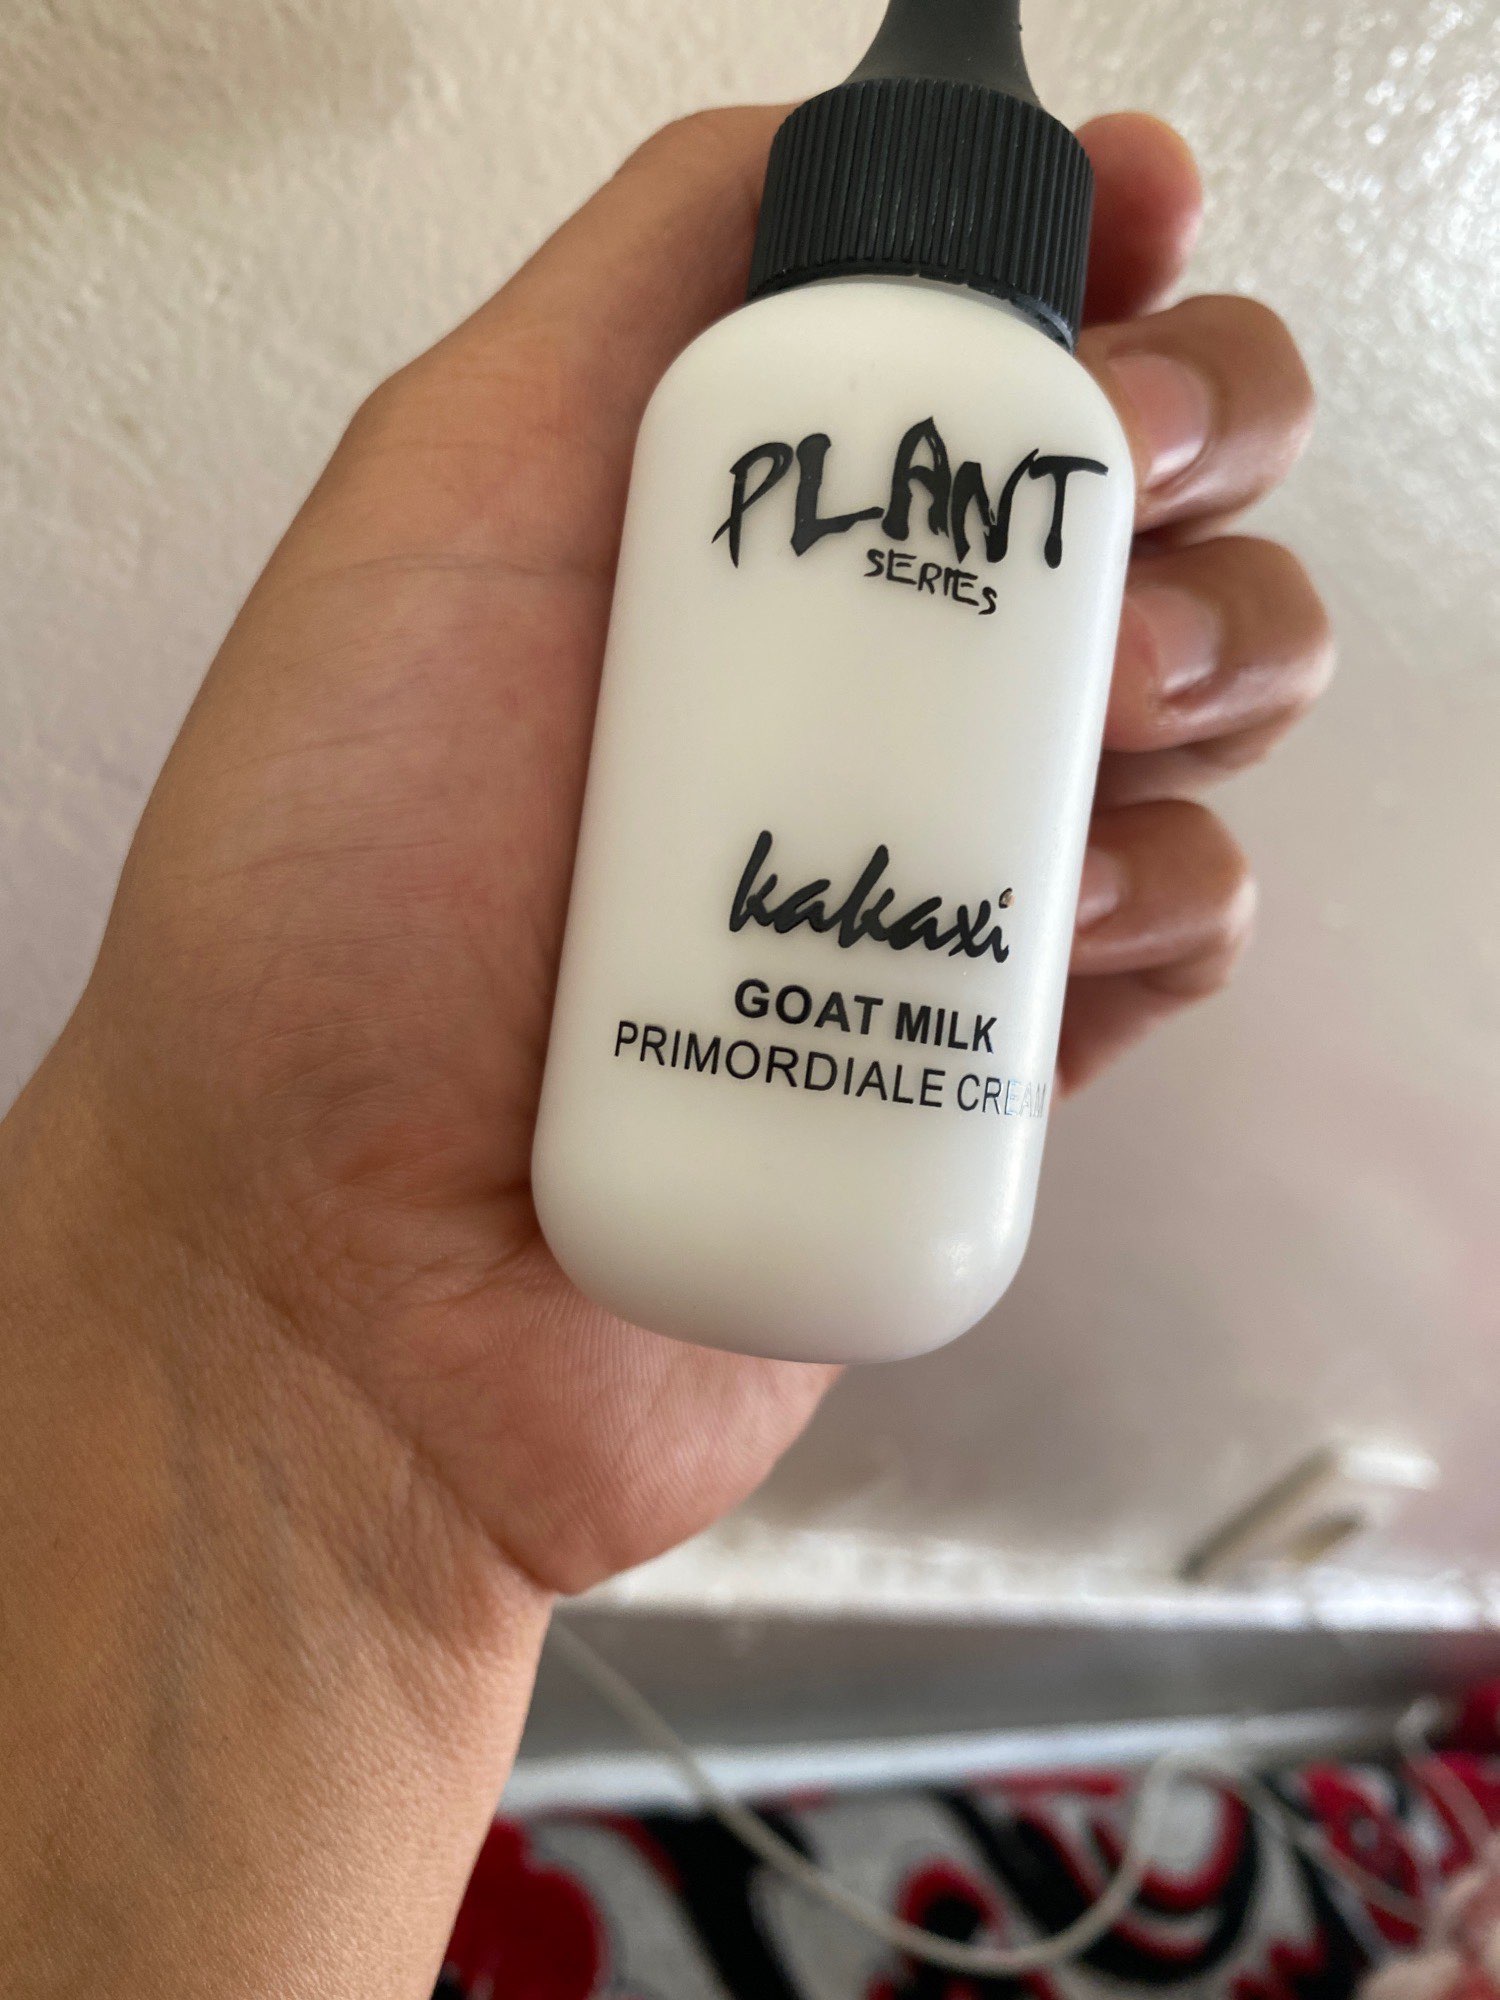 PLANT
SERIES
kakaxi
GOAT MILK
PRIMORDIALE CREAM